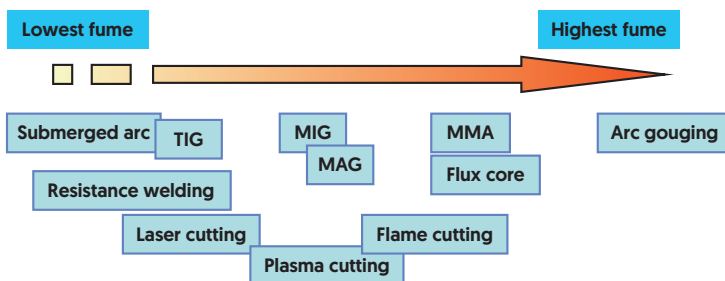 Lowest fume
Highest fume
Submerged arc
TIG
MIG
MAG
MMA
Flux core
Arc gouging
Resistance welding
Laser cutting
Plasma cutting
Flame cutting